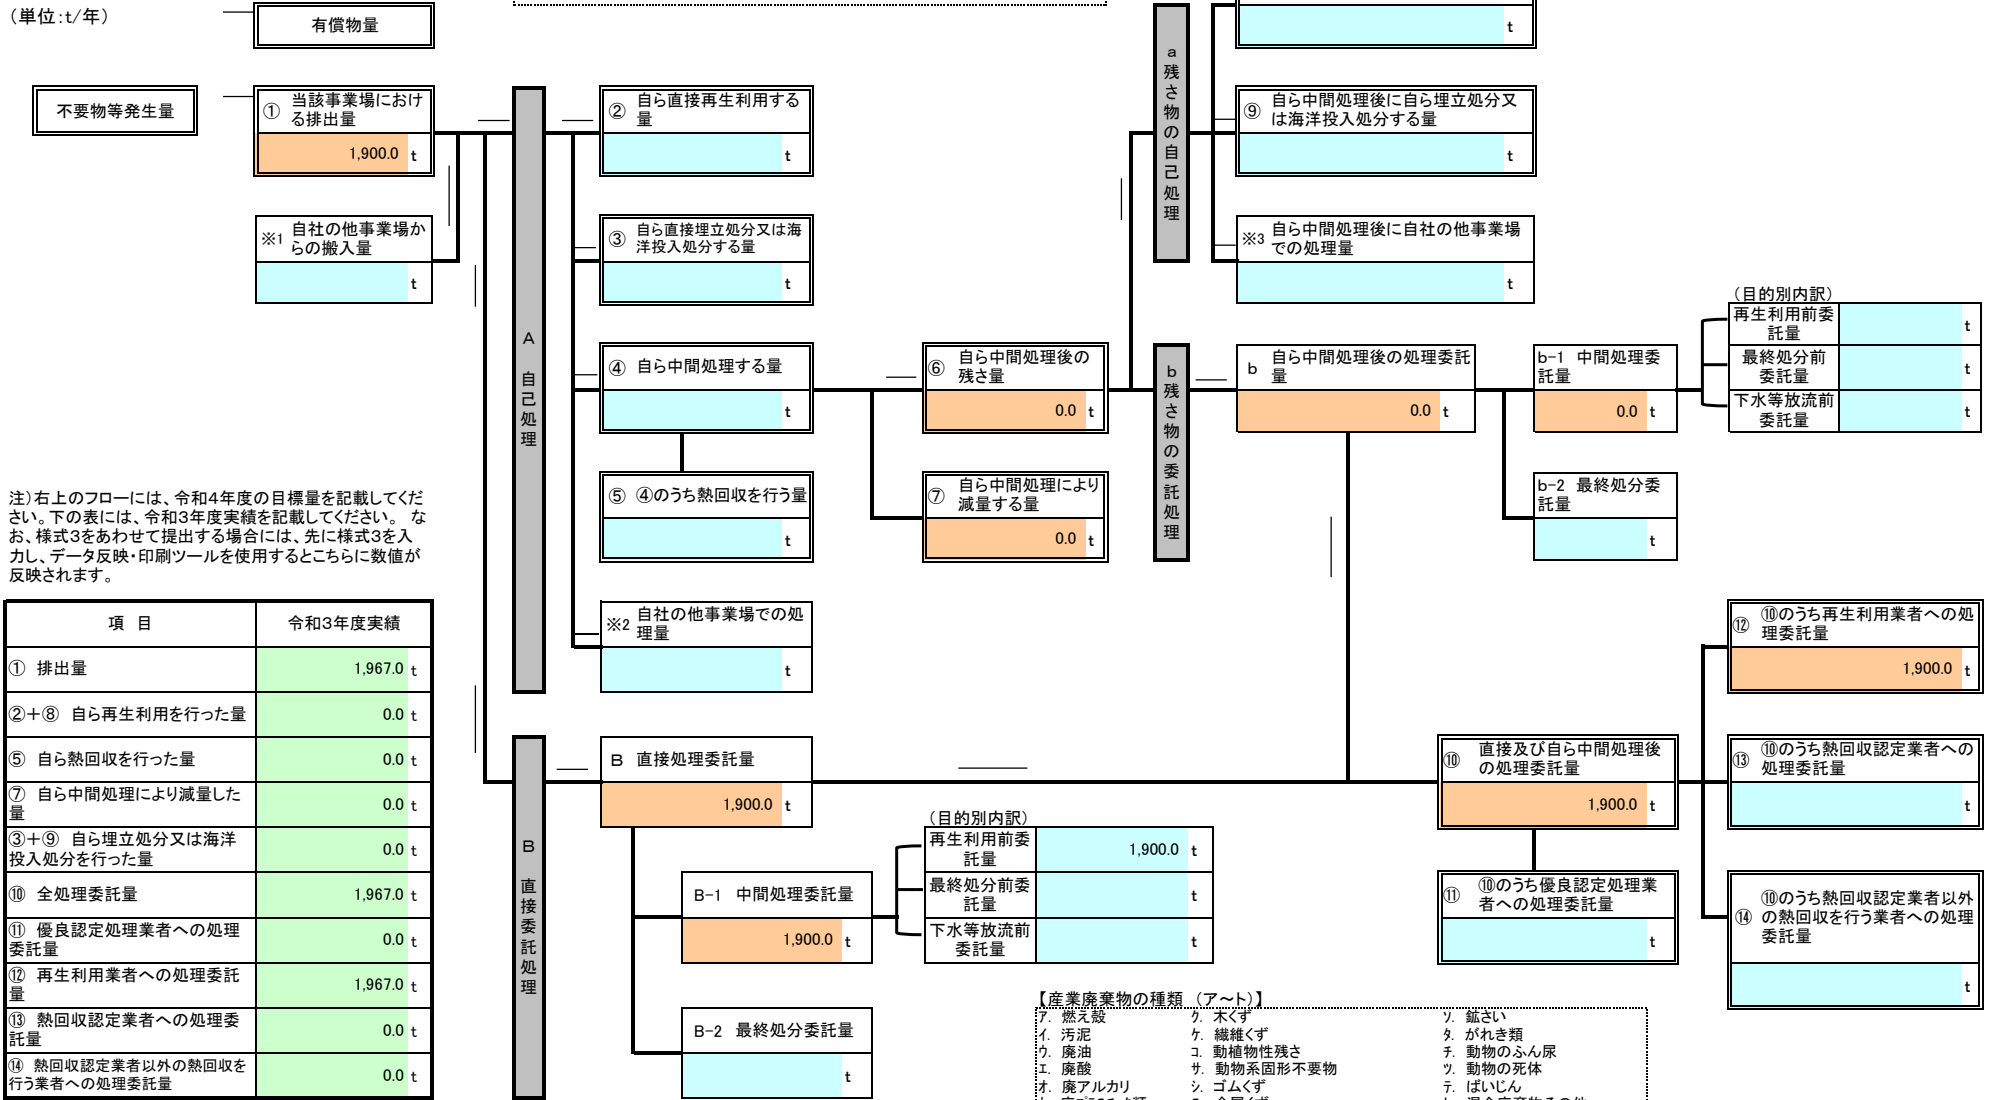 （単位：t/年）
有償物量
t
不要物等発生量
① 当該事業場におけ
る排出量
1,900.0 t
※1 自社の他事業場か
らの搬入量
t
A 自己処理
② 自ら直接再生利用する
量
t
③ 自ら直接埋立処分又は海
洋投入処分する量
t
④ 自ら中間処理する量
t
⑤ ④のうち熱回収を行う量
t
※2 自社の他事業場での処
理量
t
⑥ 自ら中間処理後の
残さ量
0.0 t
⑦ 自ら中間処理により
減量する量
0.0 t
a 残さ物の自己処理
⑨ 自ら中間処理後に自ら埋立処分又
は海洋投入処分する量
t
※3 自ら中間処理後に自社の他事業場
での処理量
t
b 残さ物の委託処理
b 自ら中間処理後の処理委託
量
0.0 t
b-1 中間処理委
託量
0.0 t
b-2 最終処分委
託量
t
（目的別内訳）
再生利用前委
託量
t
最終処分前
委託量
t
下水等放流前
委託量
t
注）右上のフローには、令和4年度の目標量を記載してくだ
さい。下の表には、令和3年度実績を記載してください。 な
お、様式3をあわせて提出する場合には、先に様式3を入
力し、データ反映・印刷ツールを使用するとこちらに数値が
反映されます。
項 目 令和3年度実績
① 排出量 1,967.0 t
②＋⑧ 自ら再生利用を行った量 0.0 t
⑤ 自ら熱回収を行った量 0.0 t
⑦ 自ら中間処理により減量した
量 0.0 t
③＋⑨ 自ら埋立処分又は海洋
投入処分を行った量 0.0 t
⑩ 全処理委託量 1,967.0 t
⑪ 優良認定処理業者への処理
委託量 0.0 t
⑫ 再生利用業者への処理委託
量 1,967.0 t
⑬ 熱回収認定業者への処理委
託量 0.0 t
⑭ 熱回収認定業者以外の熱回収を
行う業者への処理委託量 0.0 t
B 直接委託処理
B 直接処理委託量
1,900.0 t
B-1 中間処理委託量
1,900.0 t
B-2 最終処分委託量
t
（目的別内訳）
再生利用前委
託量
1,900.0 t
最終処分前委
託量
t
下水等放流前
委託量
t
⑩ 直接及び自ら中間処理後
の処理委託量
1,900.0 t
⑪ ⑩のうち優良認定処理業
者への処理委託量
t
⑫ ⑩のうち再生利用業者への処
理委託量
1,900.0 t
⑬ ⑩のうち熱回収認定業者への
処理委託量
t
⑭ ⑩のうち熱回収認定業者以外
の熱回収を行う業者への処理
委託量
t
【産業廃棄物の種類 （ア～ト）】
ア. 燃え殻 ク. 木くず ソ. 鉱さい
イ. 汚泥 ケ. 繊維くず タ. がれき類
ウ. 廃油 コ. 動植物性残さ チ. 動物のふん尿
エ. 廃酸 サ. 動物系固形不要物 ツ. 動物の死体
オ. 廃アルカリ シ. ゴムくず テ. ばいじん